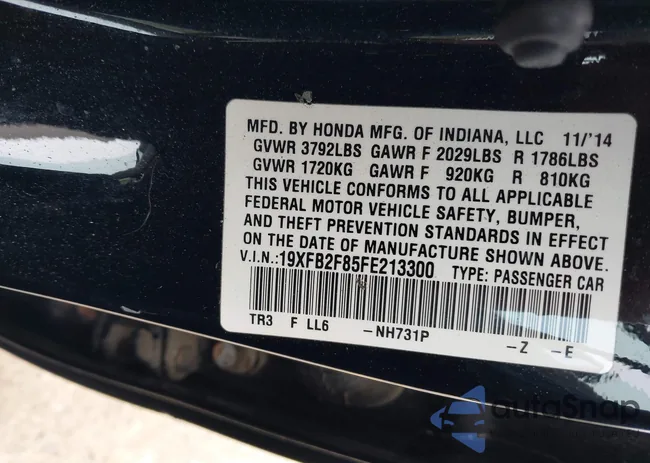 MFD. BY HONDA MFG. OF INDIANA, LLC 11/'14
GVWR 3792LBS GAWR F 2029LBS R 1786LBS
GVWR 1720KG GAWR F 920KG R 810KG
THIS VEHICLE CONFORMS TO ALL APPLICABLE
FEDERAL MOTOR VEHICLE SAFETY, BUMPER,
AND THEFT PREVENTION STANDARDS IN EFFECT
ON THE DATE OF MANUFACTURE SHOWN ABOVE.
V.I.N.:19XFB2F85FE213300 TYPE: PASSENGER CAR
TR3 F LL6 -NH731P -Z -E
autoSnap